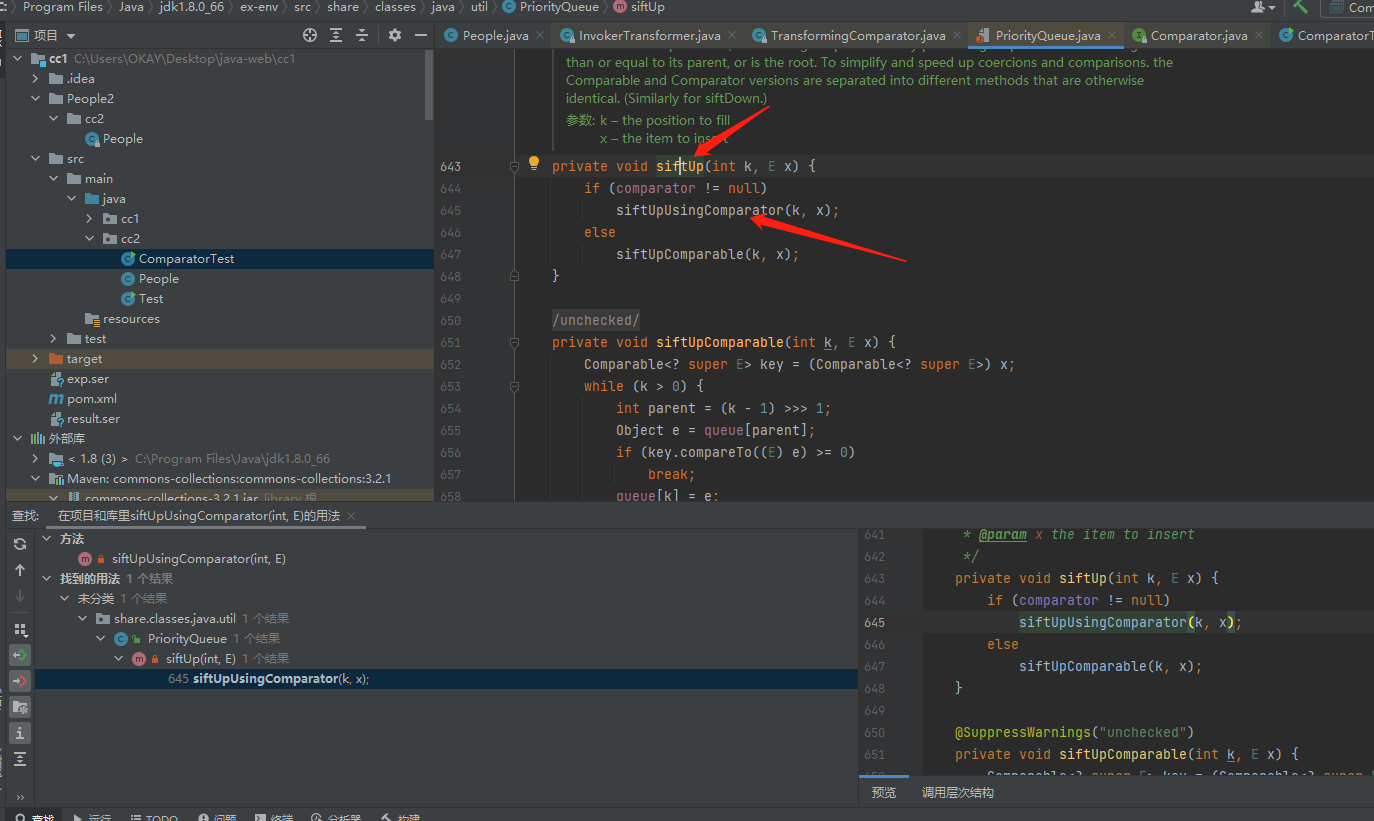 C: Program Files Java jdk1.8.0_66 ex-env src share classes java util PriorityQueue siftUp
项目
People.java InvokerTransformer.java TransformingComparator.java PriorityQueue.java Comparator.java
cc1 C:\Users\OKAY\Desktop\java-web\cc1
.idea
People2
cc2
People
src
main
java
cc1
cc2
ComparatorTest
People
Test
resources
test
target
exp.ser
pom.xml
result.ser
外部库
< 1.8 (3) > C:\Program Files\Java\jdk1.8.0_66
Maven: commons-collections:commons-collections:3.2.1
commons-collections-3.2.1.jar library 根
than or equal to its parent, or is the root. To simplify and speed up coercions and comparisons. the
Comparable and Comparator versions are separated into different methods that are otherwise
identical. (Similarly for siftDown.)
参数: k – the position to fill
x – the item to insert
643 private void siftUp(int k, E x) {
644 if (comparator != null)
645 siftUpUsingComparator(k, x);
646 else
647 siftUpComparable(k, x);
648 }
649
650 /unchecked/
651 private void siftUpComparable(int k, E x) {
652 Comparable<? super E> key = (Comparable<? super E>) x;
653 while (k > 0) {
654 int parent = (k - 1) >>> 1;
655 Object e = queue[parent];
656 if (key.compareTo((E) e) >= 0)
657 break;
658 queue[k] = e;
查找: 在项目和库里siftUpUsingComparator(int, E)的用法
方法
siftUpUsingComparator(int, E)
找到的用法 1 个结果
未分类 1 个结果
share.classes.java.util 1 个结果
PriorityQueue 1 个结果
siftUp(int, E) 1 个结果
645 siftUpUsingComparator(k, x);
641 * @param x the item to insert
642 */
643 private void siftUp(int k, E x) {
644 if (comparator != null)
645 siftUpUsingComparator(k, x);
646 else
647 siftUpComparable(k, x);
648 }
649
650 @SuppressWarnings("unchecked")
651 private void siftUpComparable(int k, E x) {
Comparable<? super E> key = (Comparable<? super
预览 调用层次结构
查找 运行 TODO 问题 终端 分析器 构建